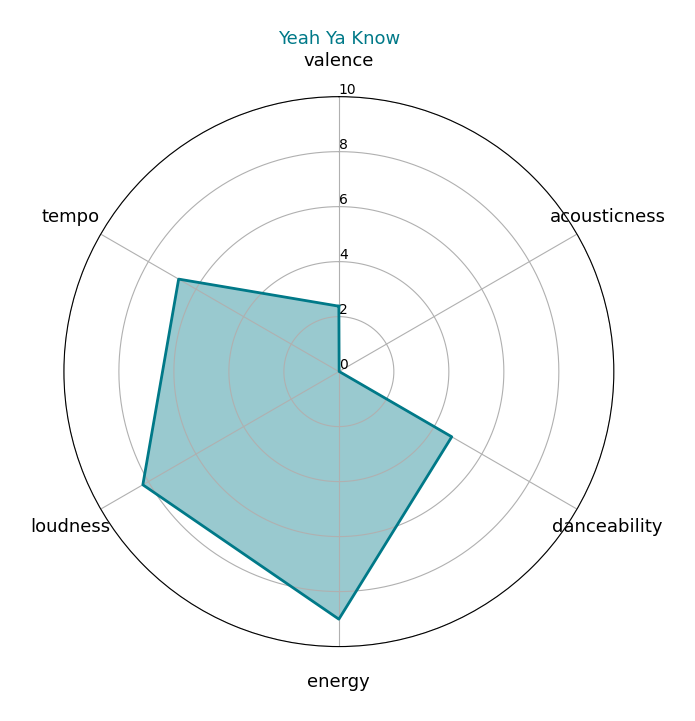 Yeah Ya Know
valence
10
8
6
4
2
0
tempo
acousticness
loudness
danceability
energy